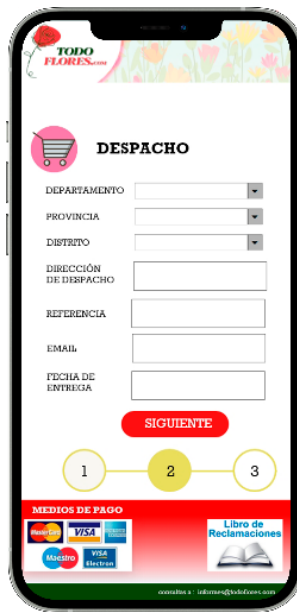 TODO
FLORES.COM
DESPACHO
DEPARTAMENTO
PROVINCIA
DISTRITO
DIRECCIÓN
DE DESPACHO
REFERENCIA
EMAIL
FECHA DE
ENTREGA
SIGUIENTE
1 2 3
MEDIOS DE PAGO
MasterCard VISA
Maestro VISA
Electron
Libro de
Reclamaciones
consultas a : informes@todoflores.com